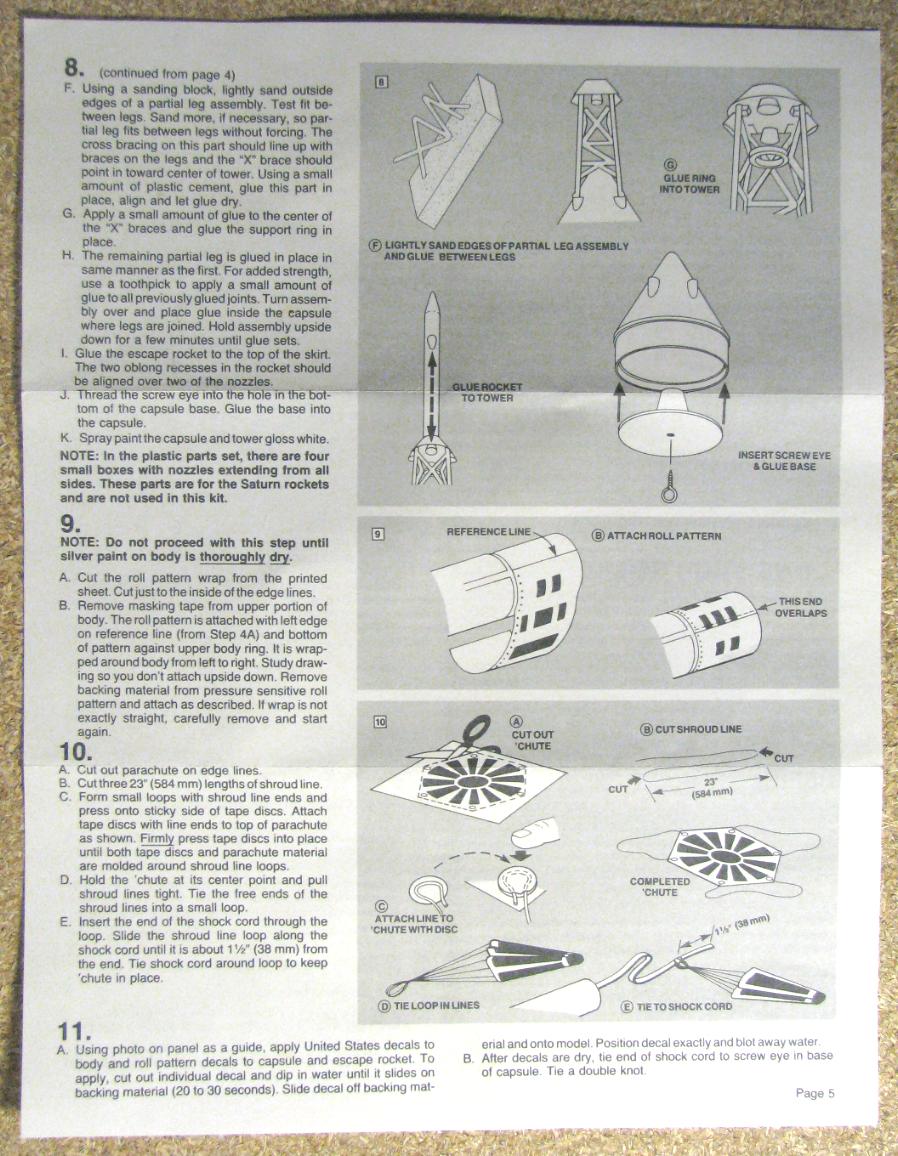 8. (continued from page 4)
F. Using a sanding block, lightly sand outside
edges of a partial leg assembly. Test fit be-
tween legs. Sand more, if necessary, so par-
tial leg fits between legs without forcing. The
cross bracing on this part should line up with
braces on the legs and the "X" brace should
point in toward center of tower. Using a small
amount of plastic cement, glue this part in
place, align and let glue dry.
G. Apply a small amount of glue to the center of
the "X" braces and glue the support ring in
place.
H. The remaining partial leg is glued in place in
same manner as the first. For added strength,
use a toothpick to apply a small amount of
glue to all previously glued joints. Turn assem-
bly over and place glue inside the capsule
where legs are joined. Hold assembly upside
down for a few minutes until glue sets.
I. Glue the escape rocket to the top of the skirt.
The two oblong recesses in the rocket should
be aligned over two of the nozzles.
J. Thread the screw eye into the hole in the bot-
tom of the capsule base. Glue the base into
the capsule.
K. Spray paint the capsule and tower gloss white.
NOTE: In the plastic parts set, there are four
small boxes with nozzles extending from all
sides. These parts are for the Saturn rockets
and are not used in this kit.
8
G
GLUE RING
INTO TOWER
F LIGHTLY SAND EDGES OF PARTIAL LEG ASSEMBLY
AND GLUE BETWEEN LEGS
GLUE ROCKET
TO TOWER
INSERT SCREW EYE
& GLUE BASE
9.
NOTE: Do not proceed with this step until
silver paint on body is thoroughly dry.
A. Cut the roll pattern wrap from the printed
sheet. Cut just to the inside of the edge lines.
B. Remove masking tape from upper portion of
body. The roll pattern is attached with left edge
on reference line (from Step 4A) and bottom
of pattern against upper body ring. It is wrap-
ped around body from left to right. Study draw-
ing so you don't attach upside down. Remove
backing material from pressure sensitive roll
pattern and attach as described. If wrap is not
exactly straight, carefully remove and start
again.
9
REFERENCE LINE
B ATTACH ROLL PATTERN
THIS END
OVERLAPS
10.
A. Cut out parachute on edge lines.
B. Cut three 23" (584 mm) lengths of shroud line.
C. Form small loops with shroud line ends and
press onto sticky side of tape discs. Attach
tape discs with line ends to top of parachute
as shown. Firmly press tape discs into place
until both tape discs and parachute material
are molded around shroud line loops.
D. Hold the 'chute at its center point and pull
shroud lines tight. Tie the free ends of the
shroud lines into a small loop.
E. Insert the end of the shock cord through the
loop. Slide the shroud line loop along the
shock cord until it is about 1½" (38 mm) from
the end. Tie shock cord around loop to keep
'chute in place.
10
A
CUT OUT
'CHUTE
B CUT SHROUD LINE
CUT
CUT
23"
(584 mm)
C
ATTACH LINE TO
'CHUTE WITH DISC
COMPLETED
'CHUTE
1½" (38 mm)
D TIE LOOP IN LINES
E TIE TO SHOCK CORD
11.
A. Using photo on panel as a guide, apply United States decals to
body and roll pattern decals to capsule and escape rocket. To
apply, cut out individual decal and dip in water until it slides on
backing material (20 to 30 seconds). Slide decal off backing mat-
erial and onto model. Position decal exactly and blot away water.
B. After decals are dry, tie end of shock cord to screw eye in base
of capsule. Tie a double knot.
Page 5